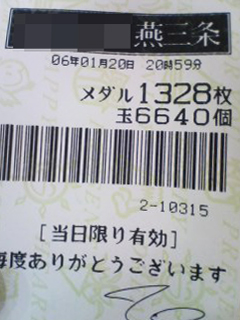 燕三条
06年01月20日 20時59分
メダル1328枚
玉6640個
2-10315
[当日限り有効]
毎度ありがとうございます